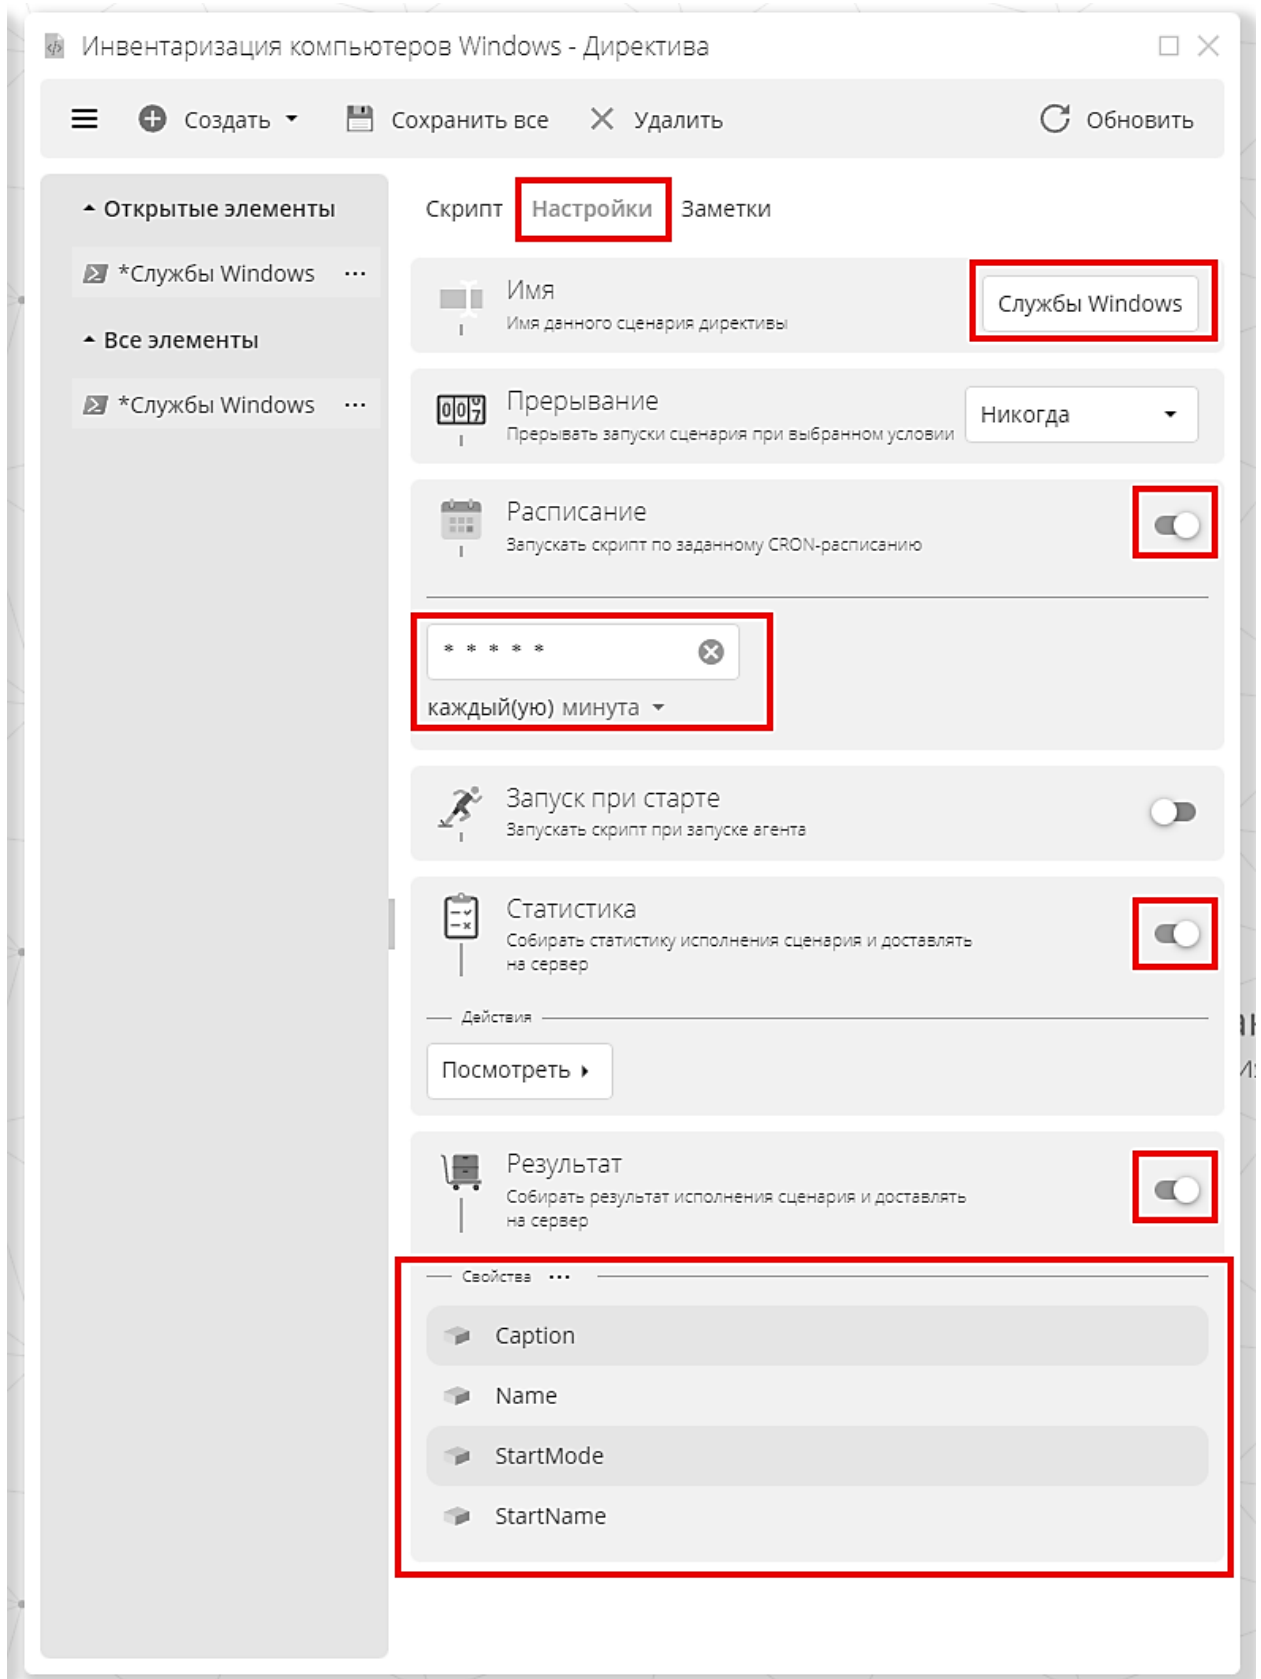 Инвентаризация компьютеров Windows - Директива
Создать
Сохранить все
Удалить
Обновить
Открытые элементы
*Службы Windows
Все элементы
*Службы Windows
Скрипт
Настройки
Заметки
Имя
Имя данного сценария директивы
Службы Windows
Прерывание
Прерывать запуски сценария при выбранном условии
Никогда
Расписание
Запускать скрипт по заданному CRON-расписанию
* * * * *
каждый(ую) минута
Запуск при старте
Запускать скрипт при запуске агента
Статистика
Собирать статистику исполнения сценария и доставлять
на сервер
Действия
Посмотреть
Результат
Собирать результат исполнения сценария и доставлять
на сервер
Свойства
Caption
Name
StartMode
StartName